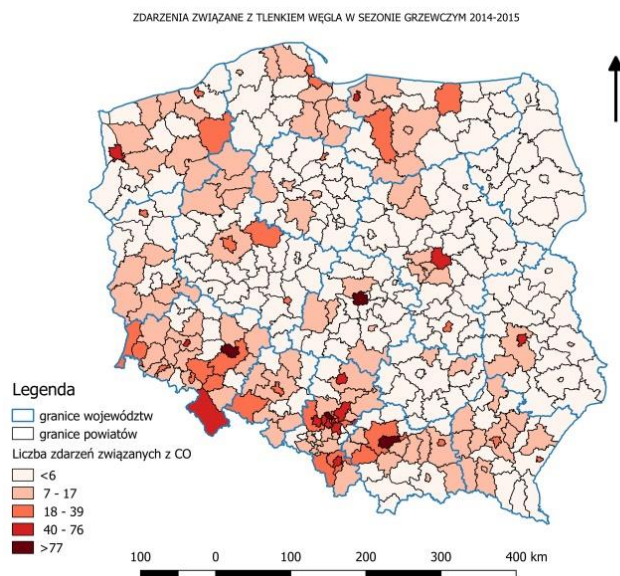 ZDARZENIA ZWIĄZANE Z TLENKIEM WĘGLA W SEZONIE GRZEWCZYM 2014-2015
Legenda
granice województw
granice powiatów
Liczba zdarzeń związanych z CO
<6
7 - 17
18 - 39
40 - 76
>77
100 0 100 200 300 400 km